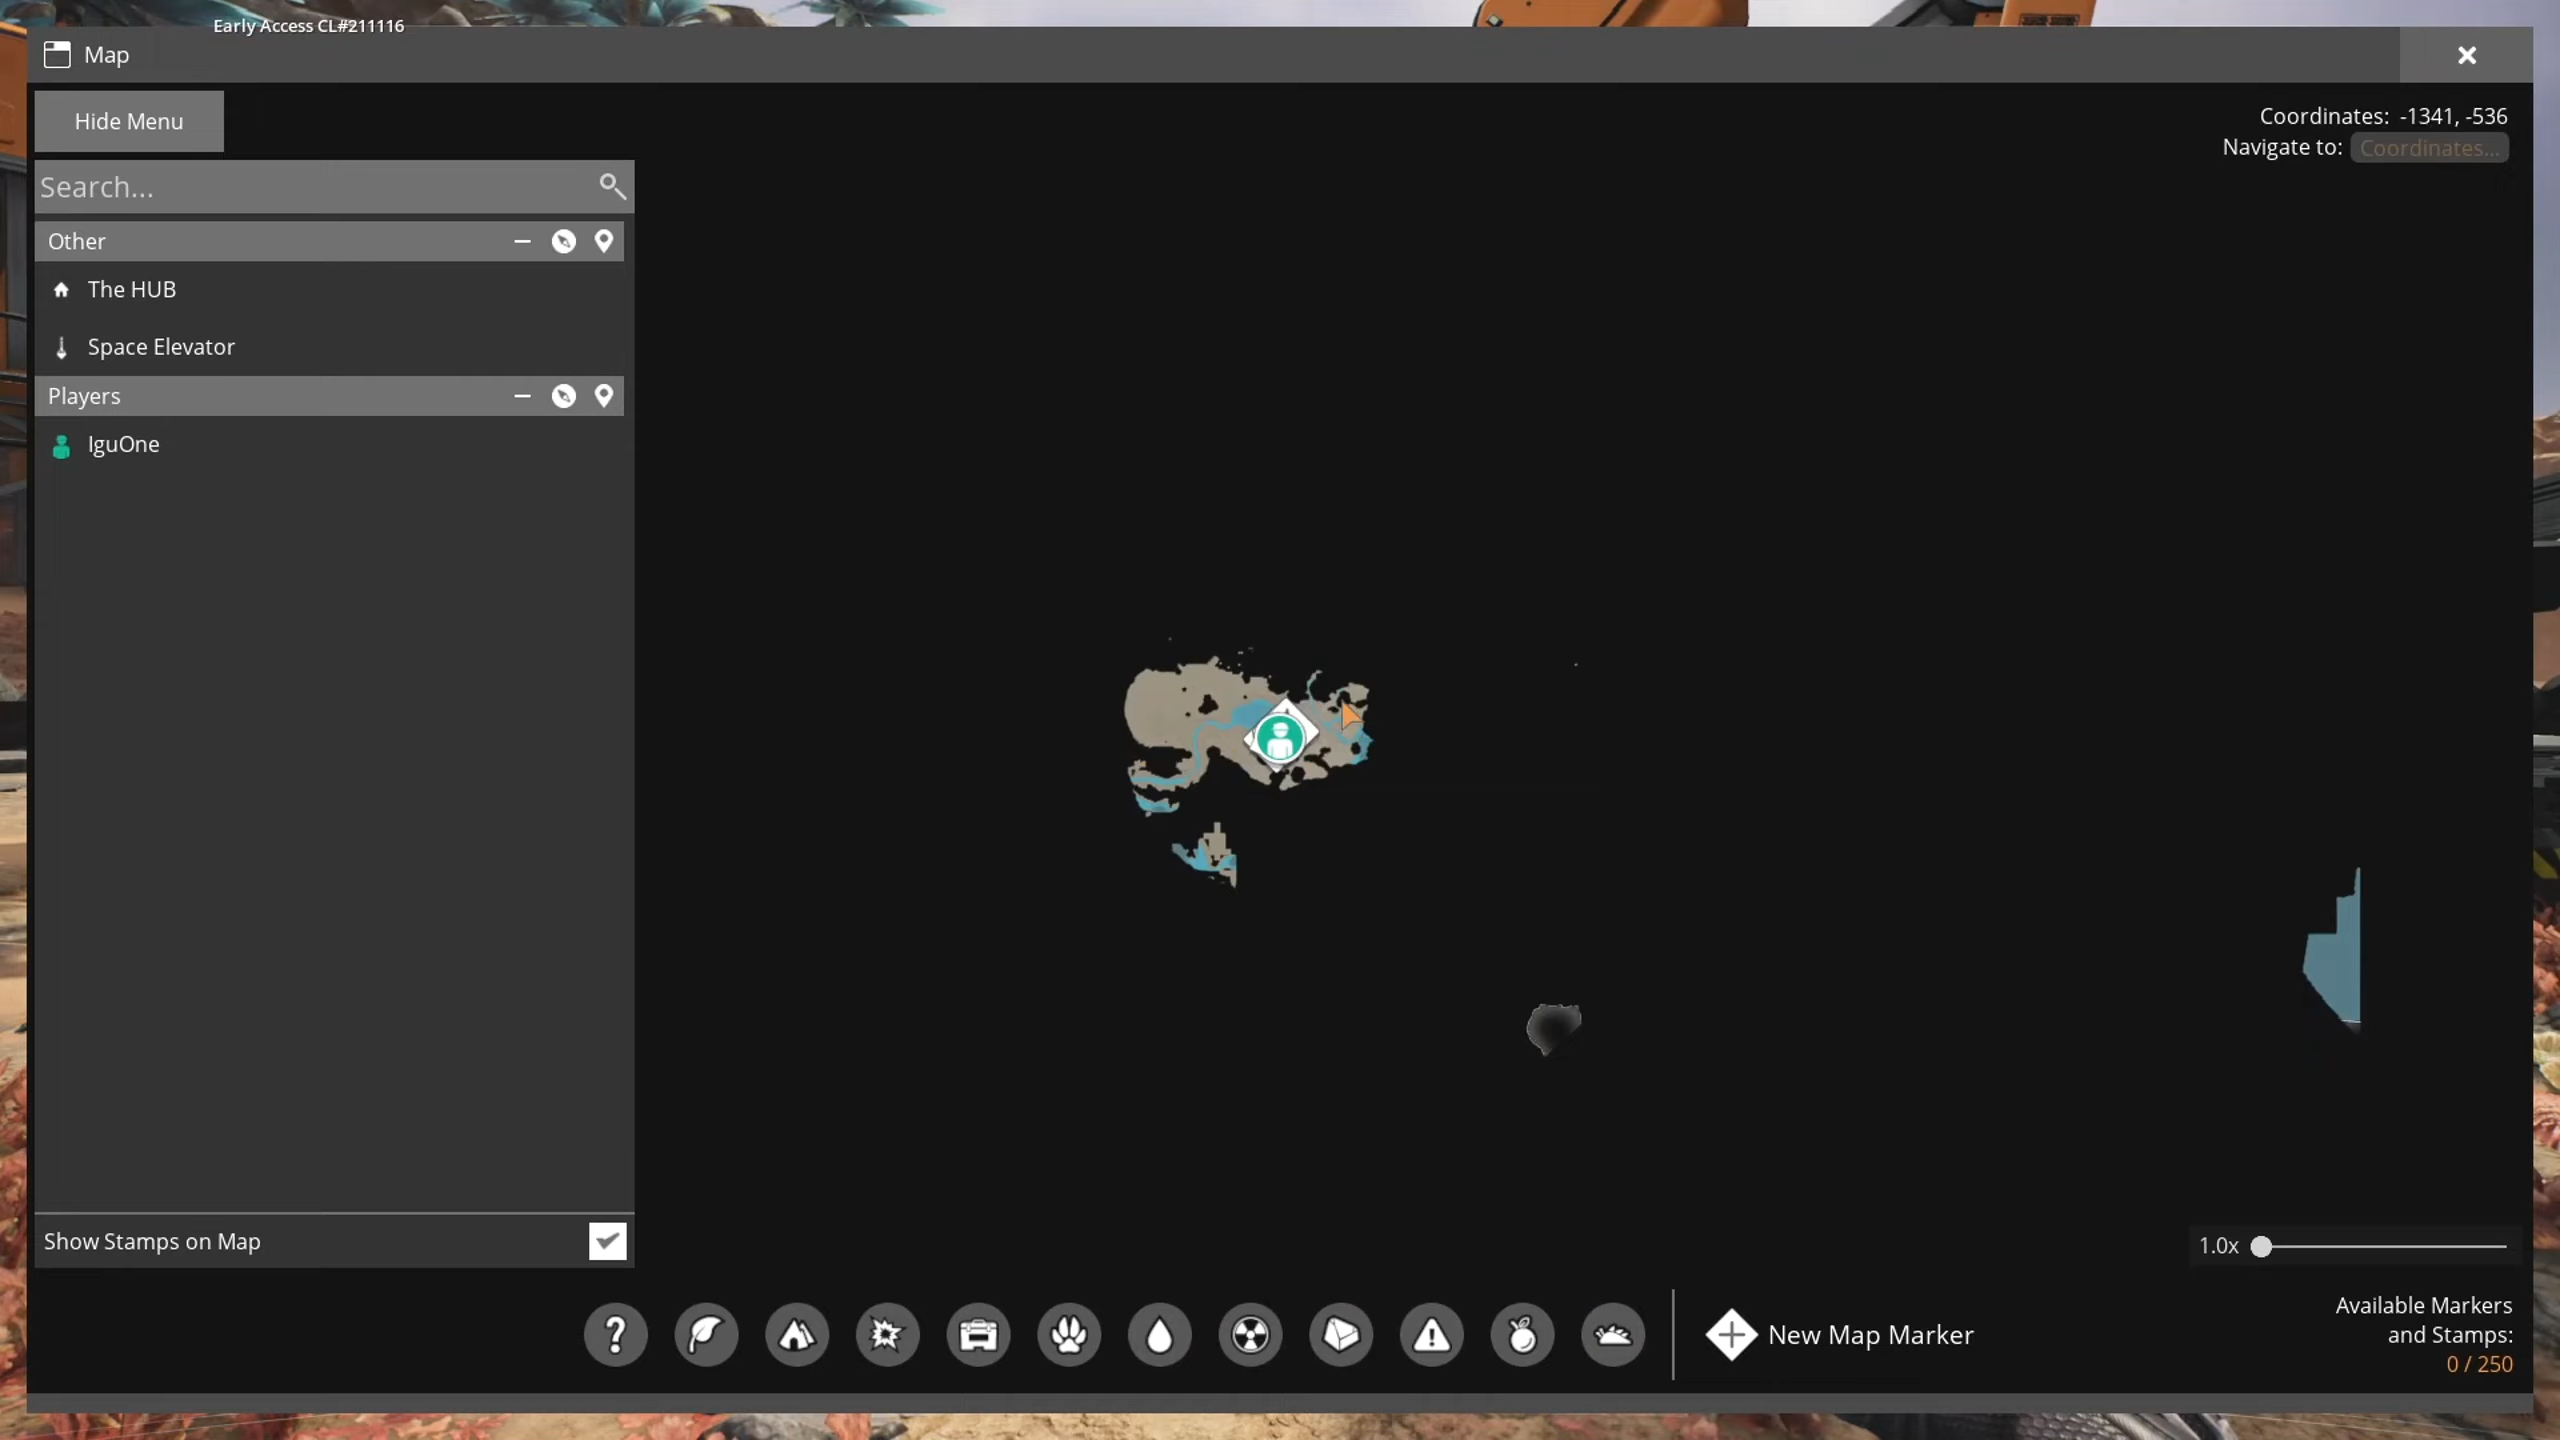 Early Access CL#211116
Map
Hide Menu
Coordinates: -1341, -536
Navigate to: Coordinates...
Search...
Other
The HUB
Space Elevator
Players
IguOne
Show Stamps on Map
1.0x
New Map Marker
Available Markers
and Stamps:
0 / 250